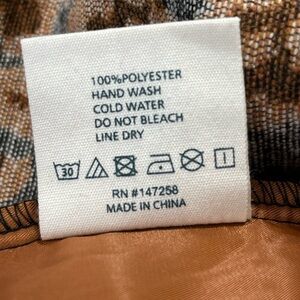 100%POLYESTER
HAND WASH
COLD WATER
DO NOT BLEACH
LINE DRY
30
RN #147258
MADE IN CHINA